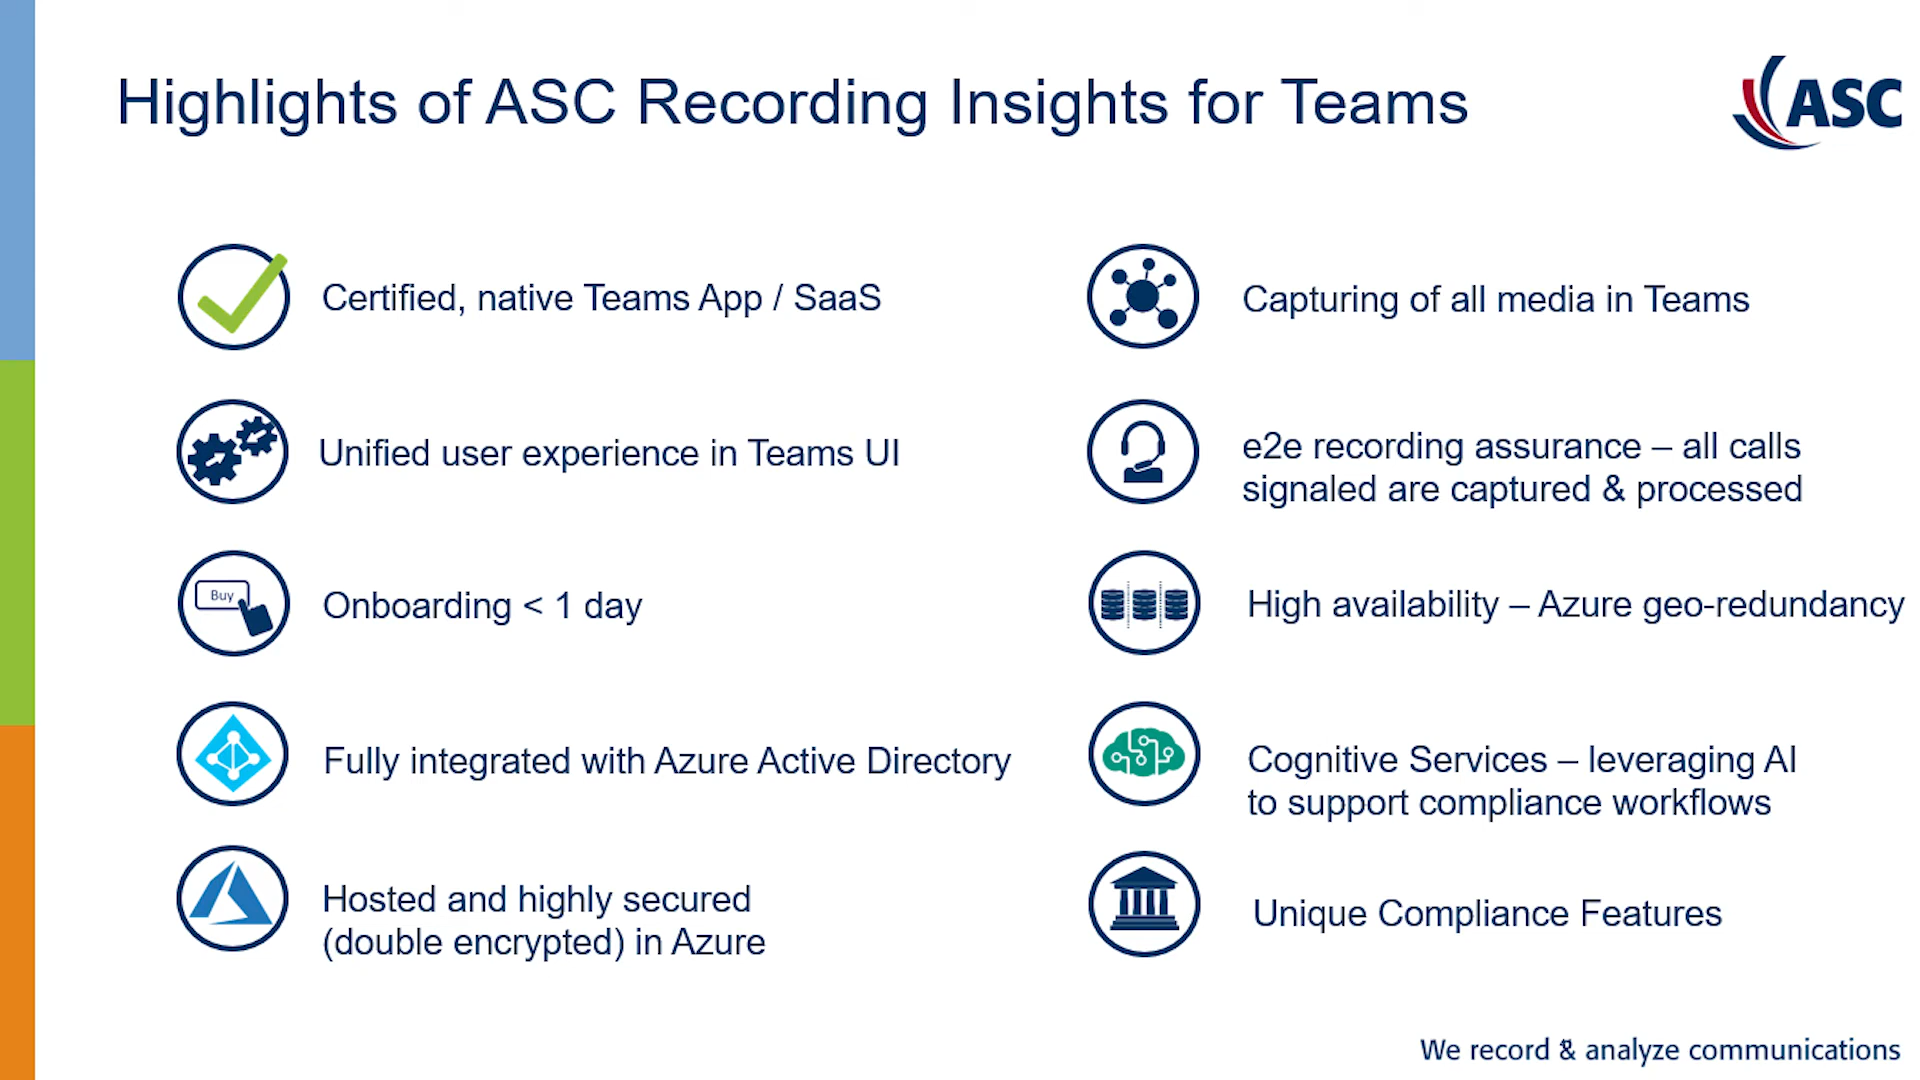 Highlights of ASC Recording Insights for Teams
ASC
Certified, native Teams App / SaaS
Unified user experience in Teams UI
Buy
Onboarding < 1 day
Fully integrated with Azure Active Directory
Hosted and highly secured
(double encrypted) in Azure
Capturing of all media in Teams
e2e recording assurance – all calls
signaled are captured & processed
High availability – Azure geo-redundancy
Cognitive Services – leveraging AI
to support compliance workflows
Unique Compliance Features
We record & analyze communications